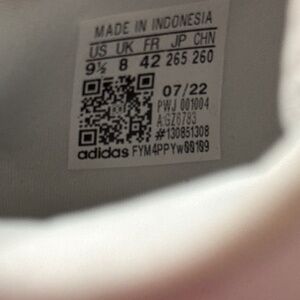 MADE IN INDONESIA
US UK FR JP CHN
9½ 8 42 265 260
07/22
PWJ 001004
A:GZ6783
#130851308
adidas FYM4PPYw00109